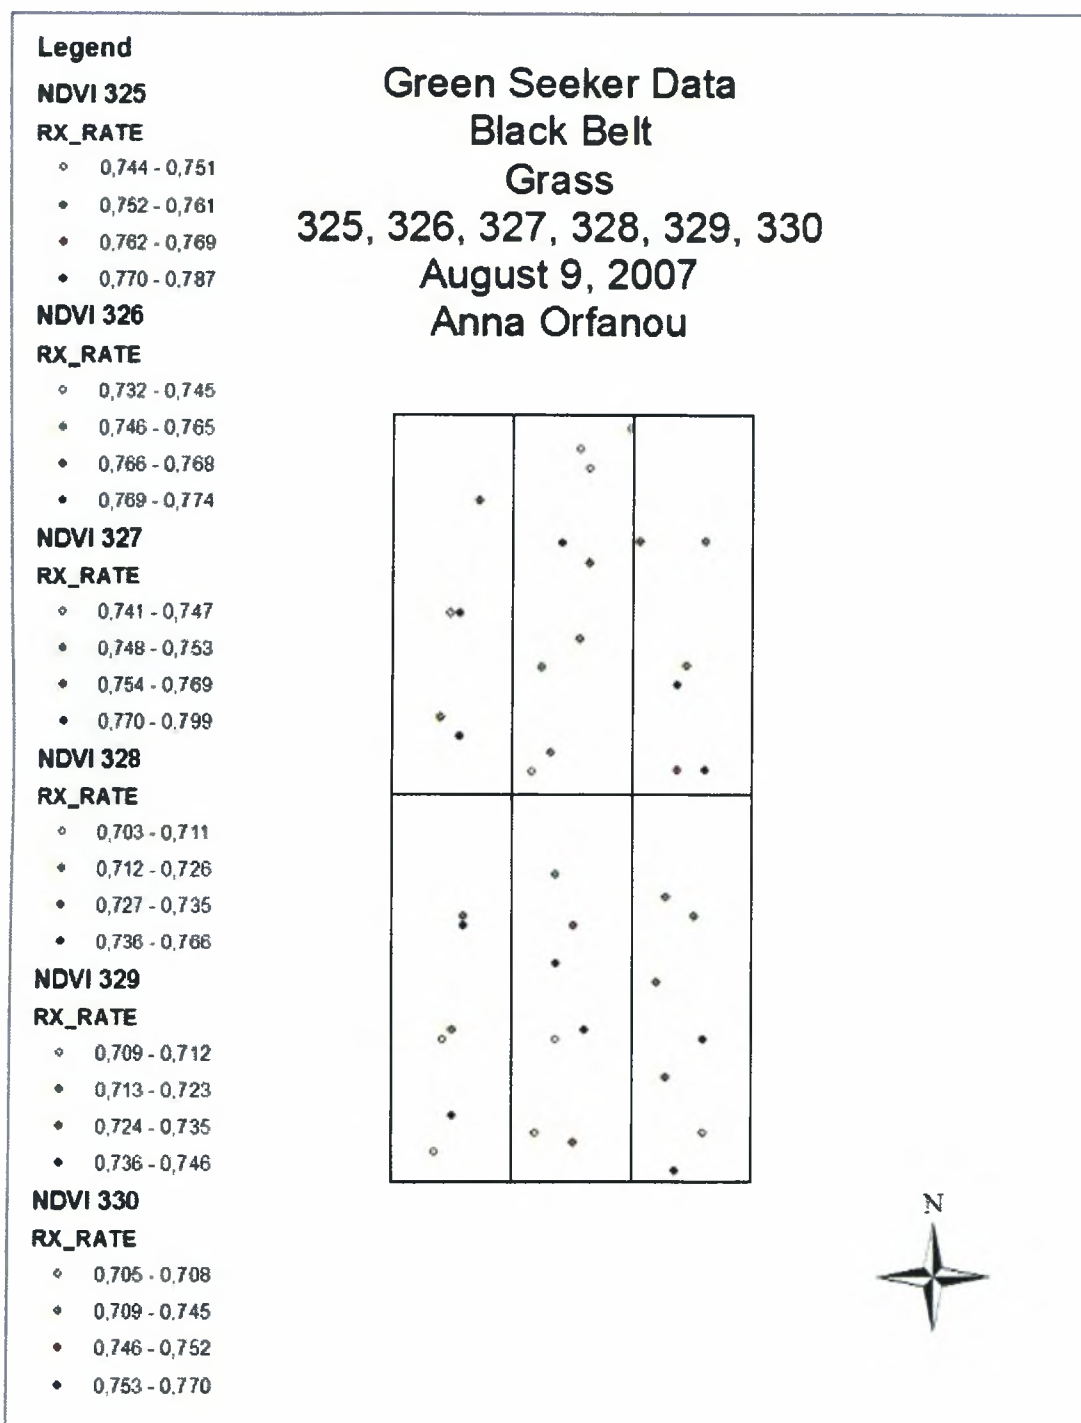 Legend
NDVI 325
RX_RATE
0,744 - 0,751
0,752 - 0,761
0,762 - 0,769
0,770 - 0,787
NDVI 326
RX_RATE
0,732 - 0,745
0,746 - 0,765
0,766 - 0,768
0,769 - 0,774
NDVI 327
RX_RATE
0,741 - 0,747
0,748 - 0,753
0,754 - 0,769
0,770 - 0,799
NDVI 328
RX_RATE
0,703 - 0,711
0,712 - 0,726
0,727 - 0,735
0,736 - 0,766
NDVI 329
RX_RATE
0,709 - 0,712
0,713 - 0,723
0,724 - 0,735
0,736 - 0,746
NDVI 330
RX_RATE
0,705 - 0,708
0,709 - 0,745
0,746 - 0,752
0,753 - 0,770
Green Seeker Data
Black Belt
Grass
325, 326, 327, 328, 329, 330
August 9, 2007
Anna Orfanou
N